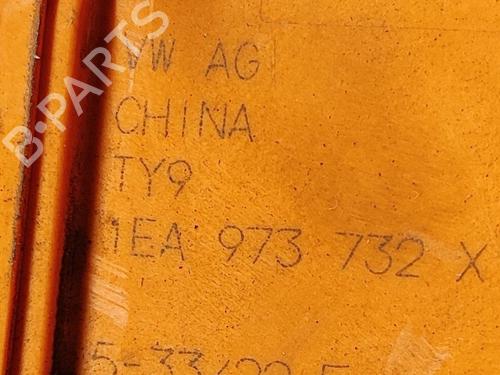 B-PARTS
VW AG
CHINA
TY9
1EA 973 732 X